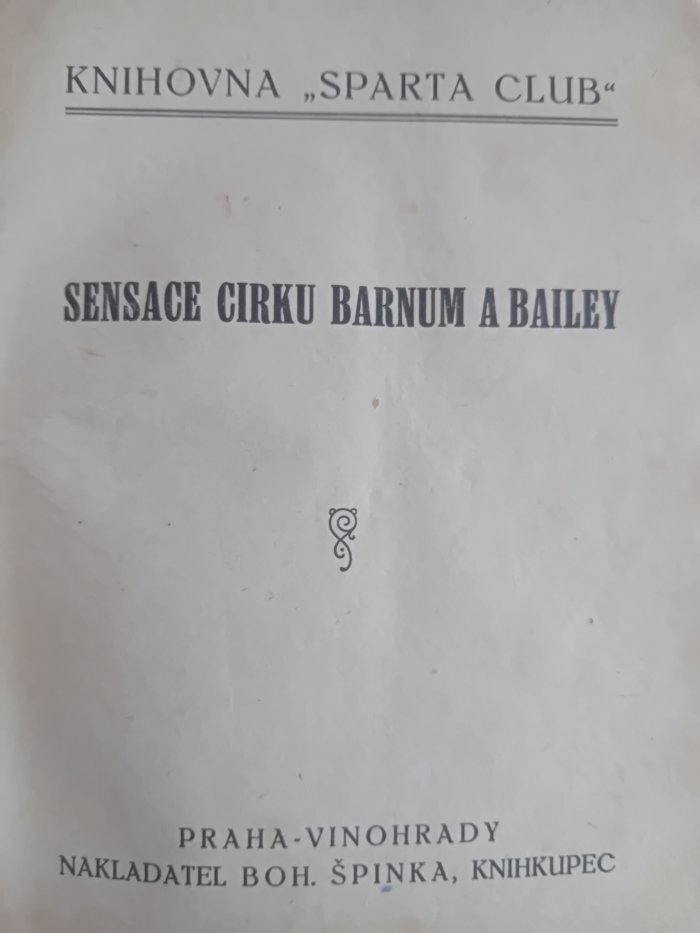 KNIHOVNA „SPARTA CLUB“
SENSACE CIRKU BARNUM A BAILEY
PRAHA-VINOHRADY
NAKLADATEL BOH. ŠPINKA, KNIHKUPEC